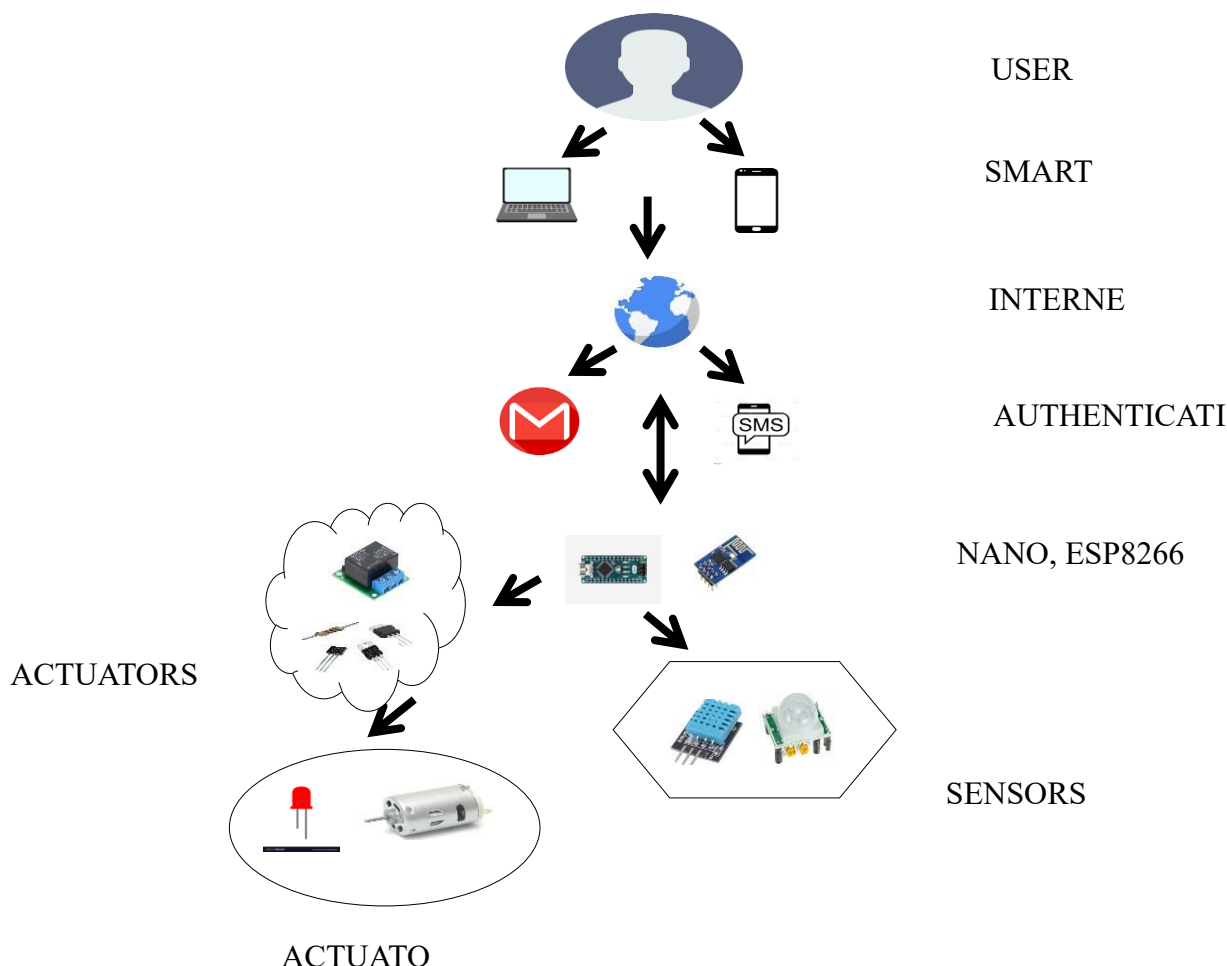 USER
SMART
INTERNE
AUTHENTICATI
SMS
NANO, ESP8266
ACTUATORS
SENSORS
ACTUATO